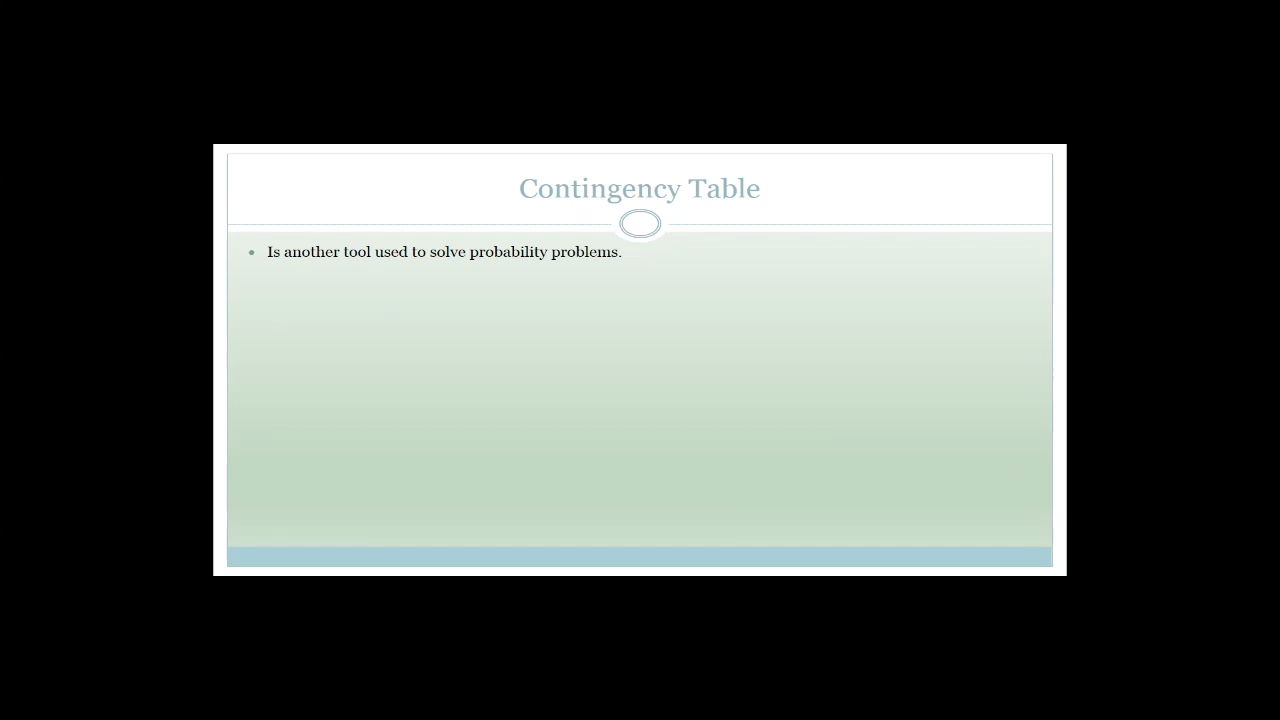 Contingency Table
Is another tool used to solve probability problems.